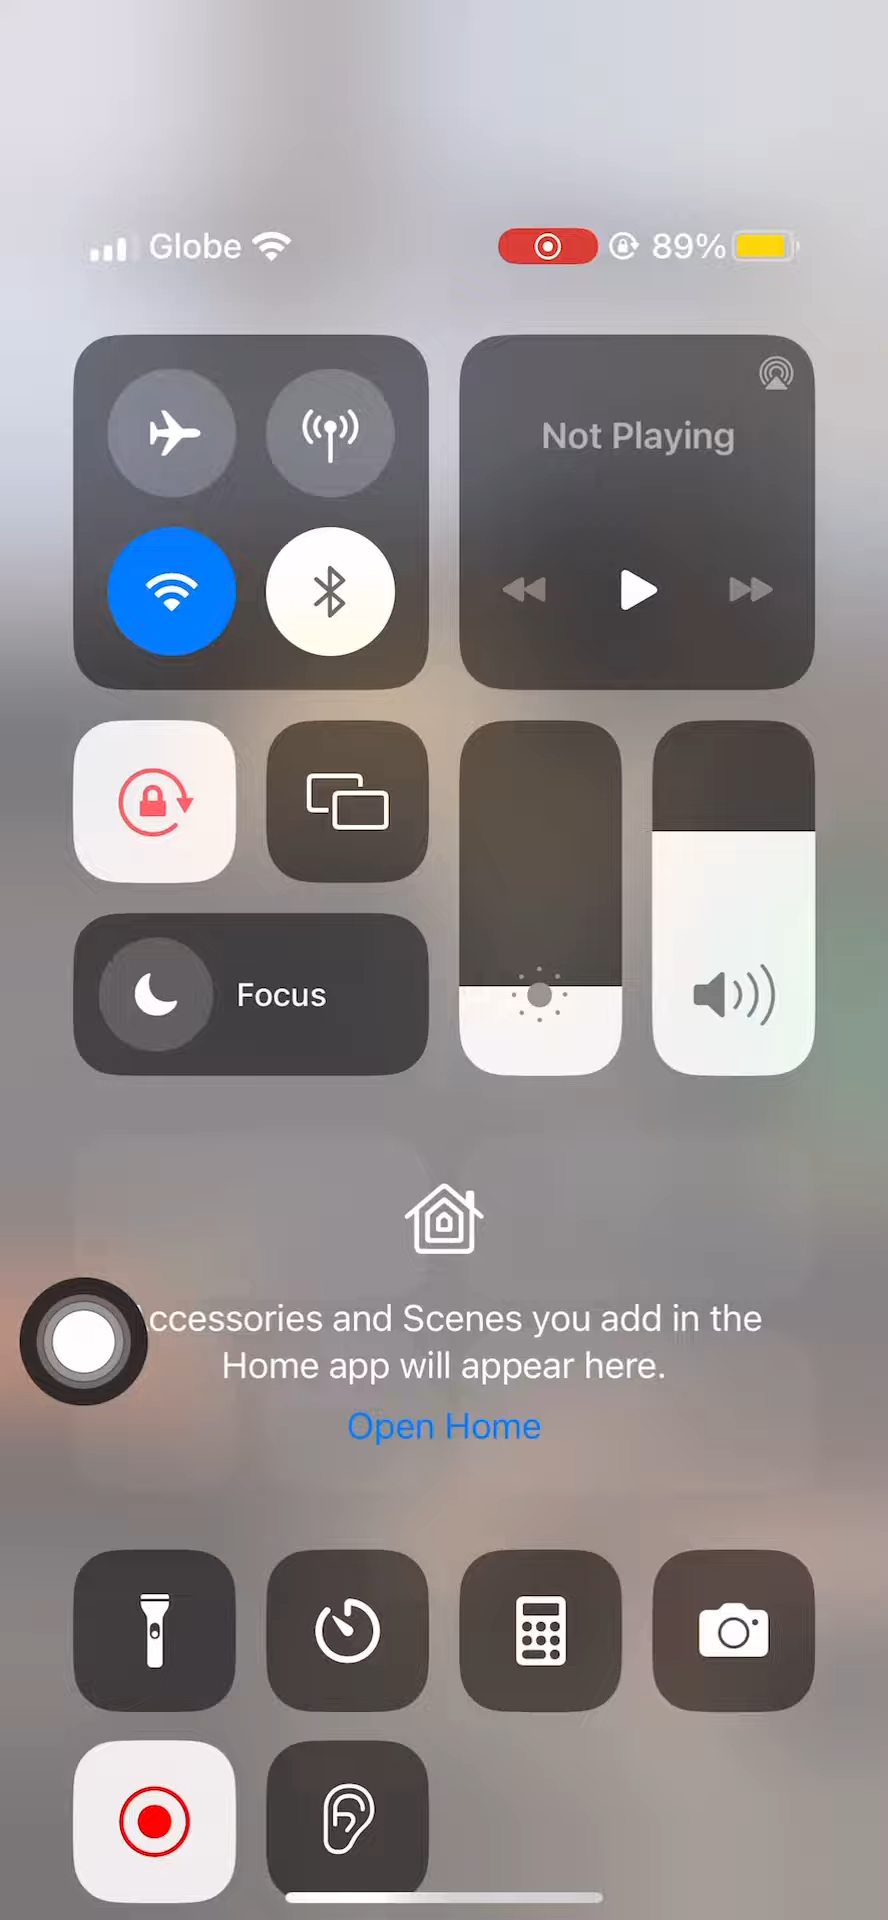 Globe
89%
Not Playing
Focus
ccessories and Scenes you add in the
Home app will appear here.
Open Home